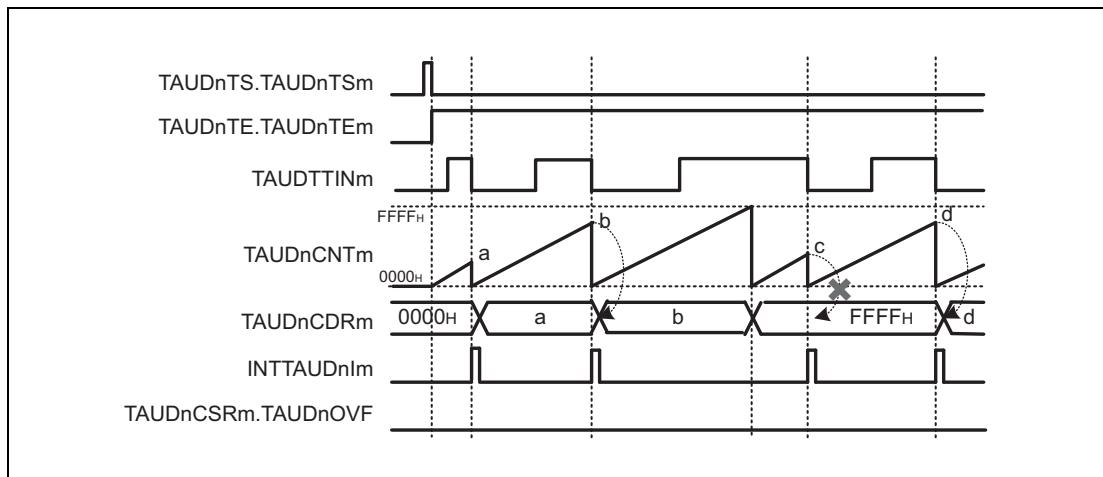 TAUDnTS.TAUDnTSm
TAUDnTE.TAUDnTEm
TAUDTTINm
FFFFH
b
d
TAUDnCNTm
a
c
0000H
TAUDnCDRm
0000H
a
b
FFFFH
d
INTTAUDnIm
TAUDnCSRm.TAUDnOVF